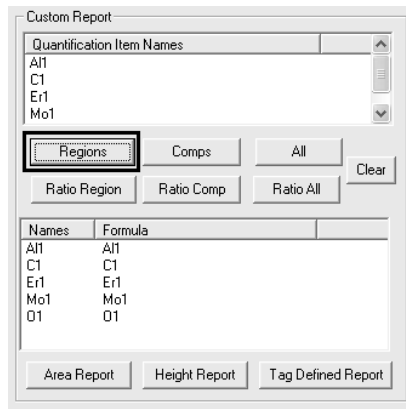 Custom Report
Quantification Item Names
Al1
C1
Er1
Mo1
Regions Comps All
Clear
Ratio Region Ratio Comp Ratio All
Names Formula
Al1 Al1
C1 C1
Er1 Er1
Mo1 Mo1
O1 O1
Area Report Height Report Tag Defined Report